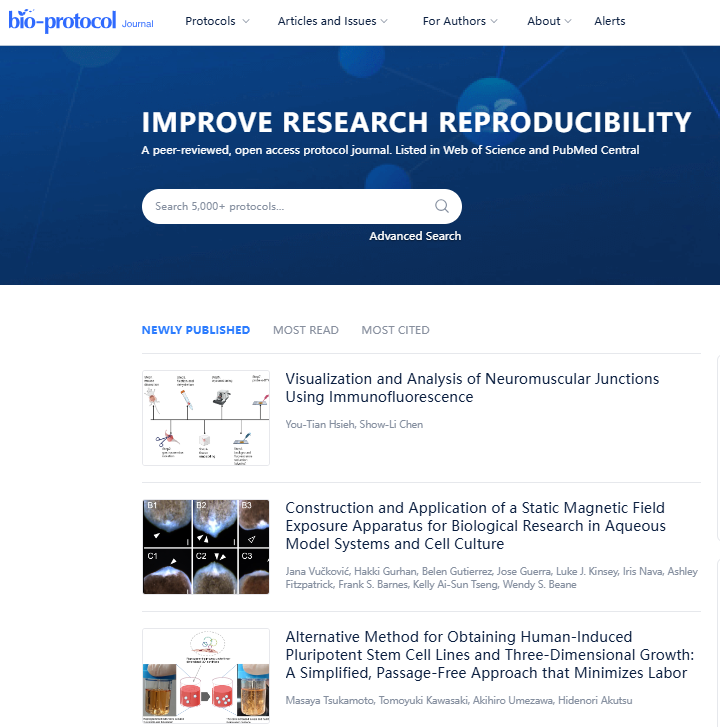 bio-protocol Journal
Protocols Articles and Issues For Authors About Alerts
IMPROVE RESEARCH REPRODUCIBILITY
A peer-reviewed, open access protocol journal. Listed in Web of Science and PubMed Central
Search 5,000+ protocols...
Advanced Search
NEWLY PUBLISHED MOST READ MOST CITED
Visualization and Analysis of Neuromuscular Junctions
Using Immunofluorescence
You-Tian Hsieh, Show-Li Chen
B1 B2 B3
C1 C2 C3
Construction and Application of a Static Magnetic Field
Exposure Apparatus for Biological Research in Aqueous
Model Systems and Cell Culture
Jana Vučković, Hakki Gurhan, Belen Gutierrez, Jose Guerra, Luke J. Kinsey, Iris Nava, Ashley
Fitzpatrick, Frank S. Barnes, Kelly Ai-Sun Tseng, Wendy S. Beane
Alternative Method for Obtaining Human-Induced
Pluripotent Stem Cell Lines and Three-Dimensional Growth:
A Simplified, Passage-Free Approach that Minimizes Labor
Masaya Tsukamoto, Tomoyuki Kawasaki, Akihiro Umezawa, Hidenori Akutsu